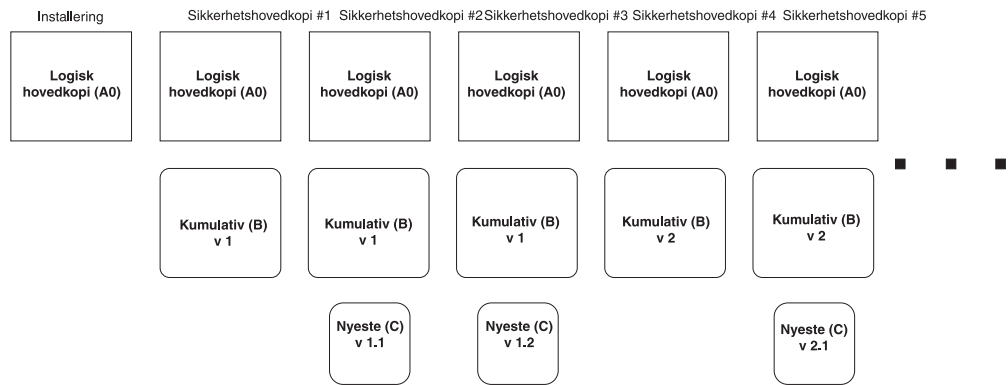 Installering
Sikkerhetshovedkopi #1
Sikkerhetshovedkopi #2
Sikkerhetshovedkopi #3
Sikkerhetshovedkopi #4
Sikkerhetshovedkopi #5
Logisk
hovedkopi (A0)
Logisk
hovedkopi (A0)
Logisk
hovedkopi (A0)
Logisk
hovedkopi (A0)
Logisk
hovedkopi (A0)
Logisk
hovedkopi (A0)
Kumulativ (B)
v 1
Kumulativ (B)
v 1
Kumulativ (B)
v 1
Kumulativ (B)
v 2
Kumulativ (B)
v 2
Nyeste (C)
v 1.1
Nyeste (C)
v 1.2
Nyeste (C)
v 2.1